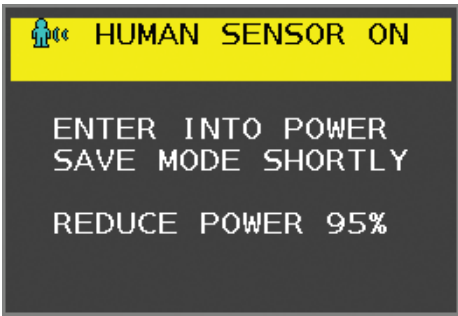 HUMAN SENSOR ON
ENTER INTO POWER
SAVE MODE SHORTLY
REDUCE POWER 95%